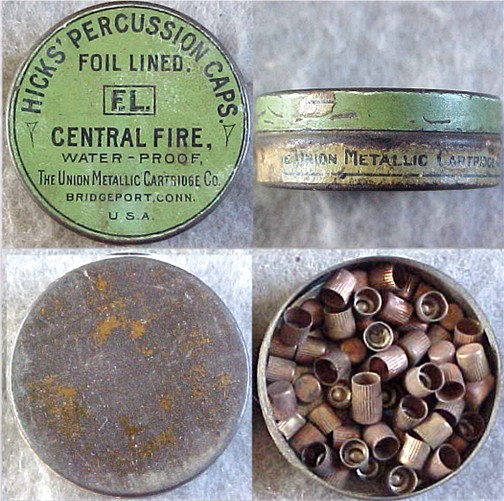 HICKS' PERCUSSION CAPS.
FOIL LINED.
F.L.
CENTRAL FIRE,
WATER-PROOF,
THE UNION METALLIC CARTRIDGE CO.
BRIDGEPORT, CONN.
U.S.A.
UNION METALLIC CARTRIDGE